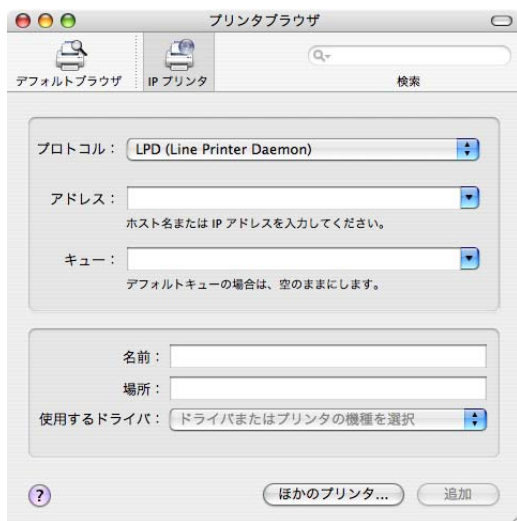 プリンタブラウザ
デフォルトブラウザ
IP プリンタ
検索
プロトコル： LPD (Line Printer Daemon)
アドレス：
ホスト名または IP アドレスを入力してください。
キュー：
デフォルトキューの場合は、空のままにします。
名前：
場所：
使用するドライバ： ドライバまたはプリンタの機種を選択
?
ほかのプリンタ... 追加